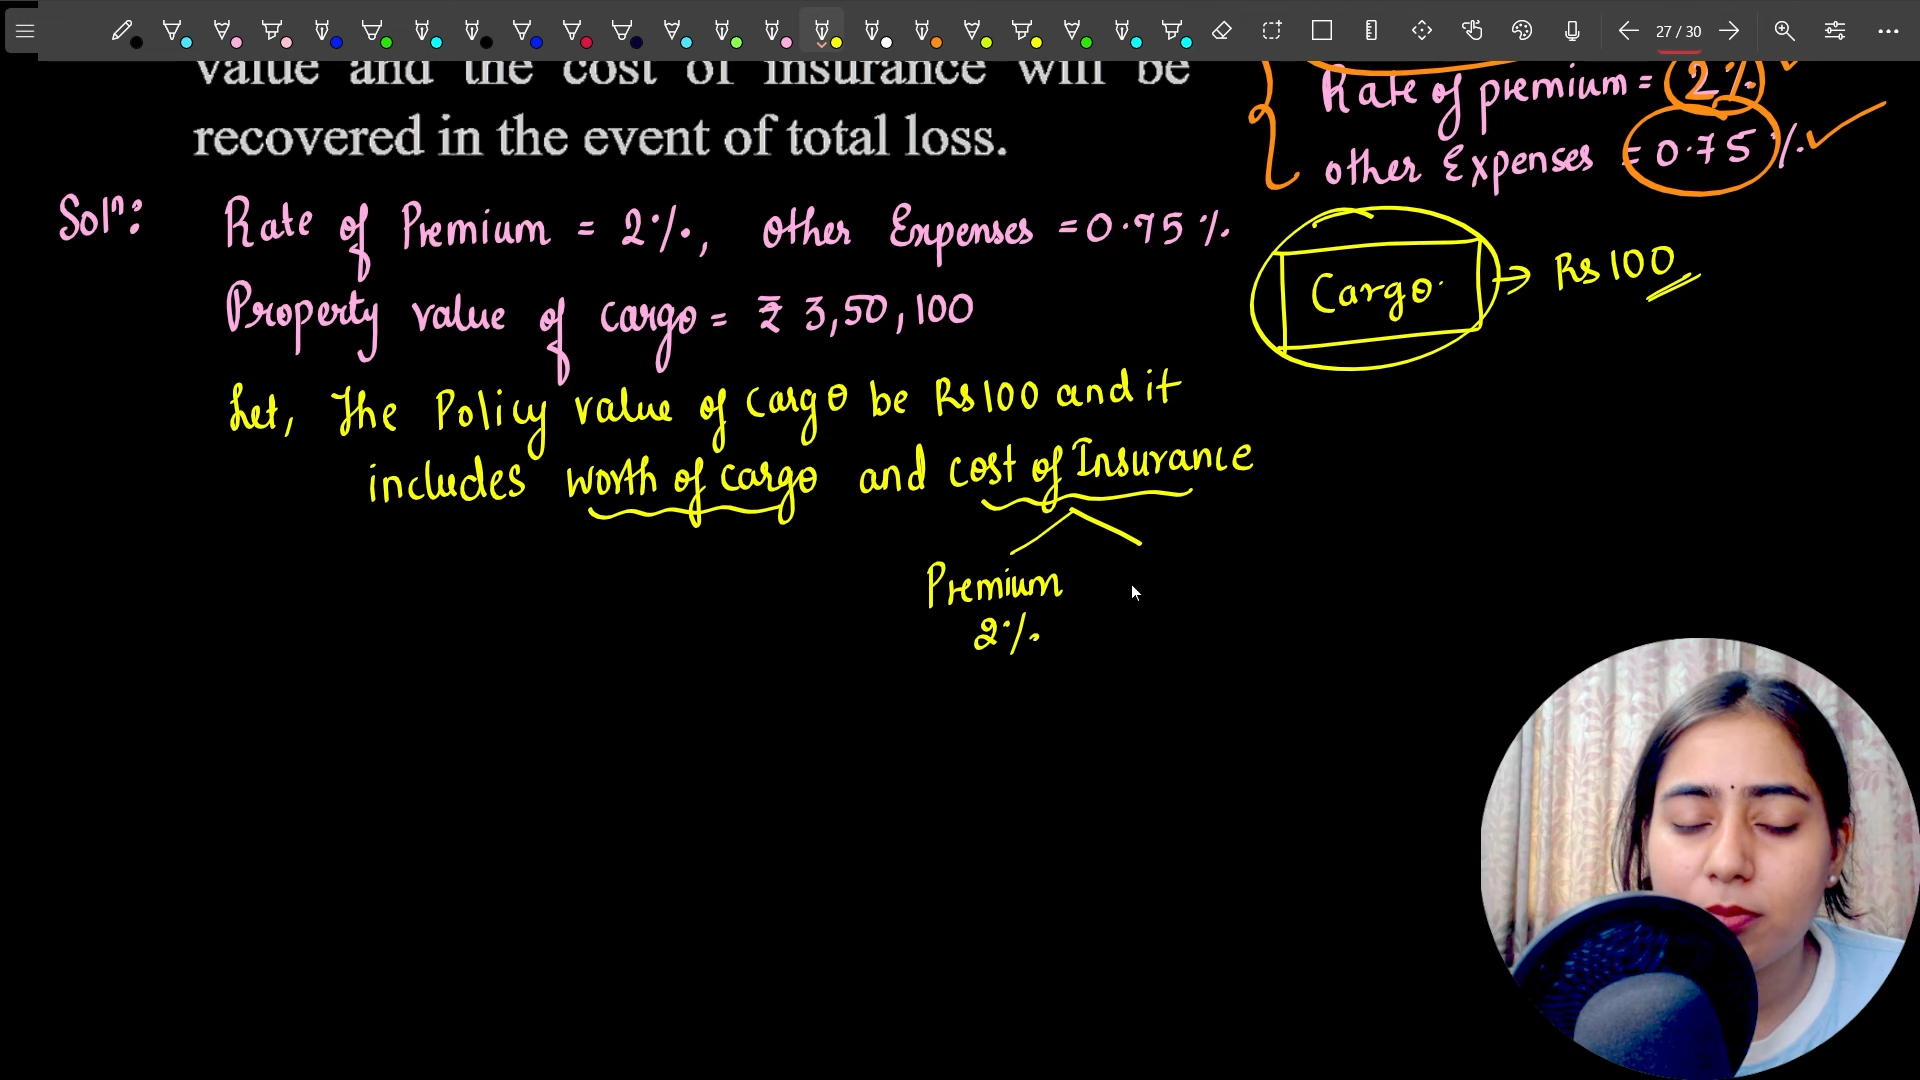 27 / 30
value and the cost of insurance will be
recovered in the event of total loss.
Rate of premium = 2%
other Expenses = 0.75%
Solⁿ: Rate of Premium = 2%, other Expenses = 0.75%
Property value of cargo = ₹ 3,50,100
Cargo → Rs 100
Let, The Policy value of Cargo be Rs 100 and it
includes worth of cargo and cost of Insurance
Premium
2%